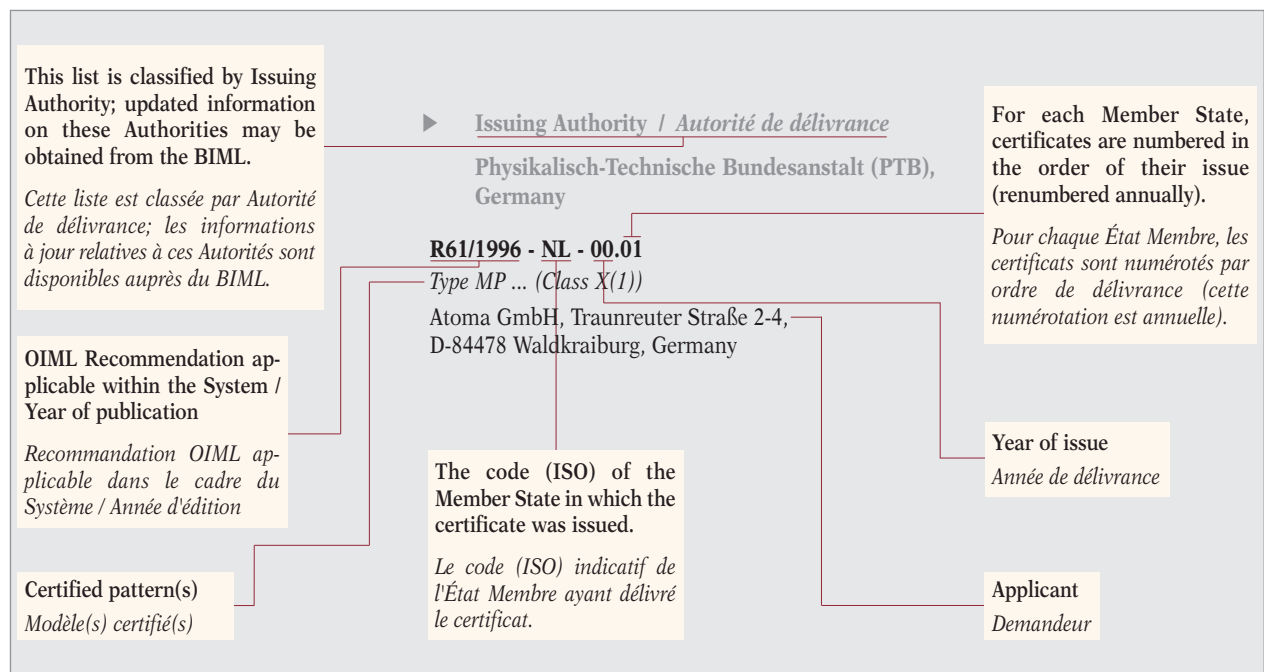 This list is classified by Issuing
Authority; updated information
on these Authorities may be
obtained from the BIML.
Cette liste est classée par Autorité
de délivrance; les informations
à jour relatives à ces Autorités sont
disponibles auprès du BIML.
Issuing Authority / Autorité de délivrance
Physikalisch-Technische Bundesanstalt (PTB),
Germany
R61/1996 - NL - 00.01
Type MP ... (Class X(1))
Atoma GmbH, Traunreuter Straße 2-4,
D-84478 Waldkraiburg, Germany
For each Member State,
certificates are numbered in
the order of their issue
(renumbered annually).
Pour chaque État Membre, les
certificats sont numérotés par
ordre de délivrance (cette
numérotation est annuelle).
OIML Recommendation ap-
plicable within the System /
Year of publication
Recommandation OIML ap-
plicable dans le cadre du
Système / Année d'édition
The code (ISO) of the
Member State in which the
certificate was issued.
Le code (ISO) indicatif de
l'État Membre ayant délivré
le certificat.
Year of issue
Année de délivrance
Certified pattern(s)
Modèle(s) certifié(s)
Applicant
Demandeur